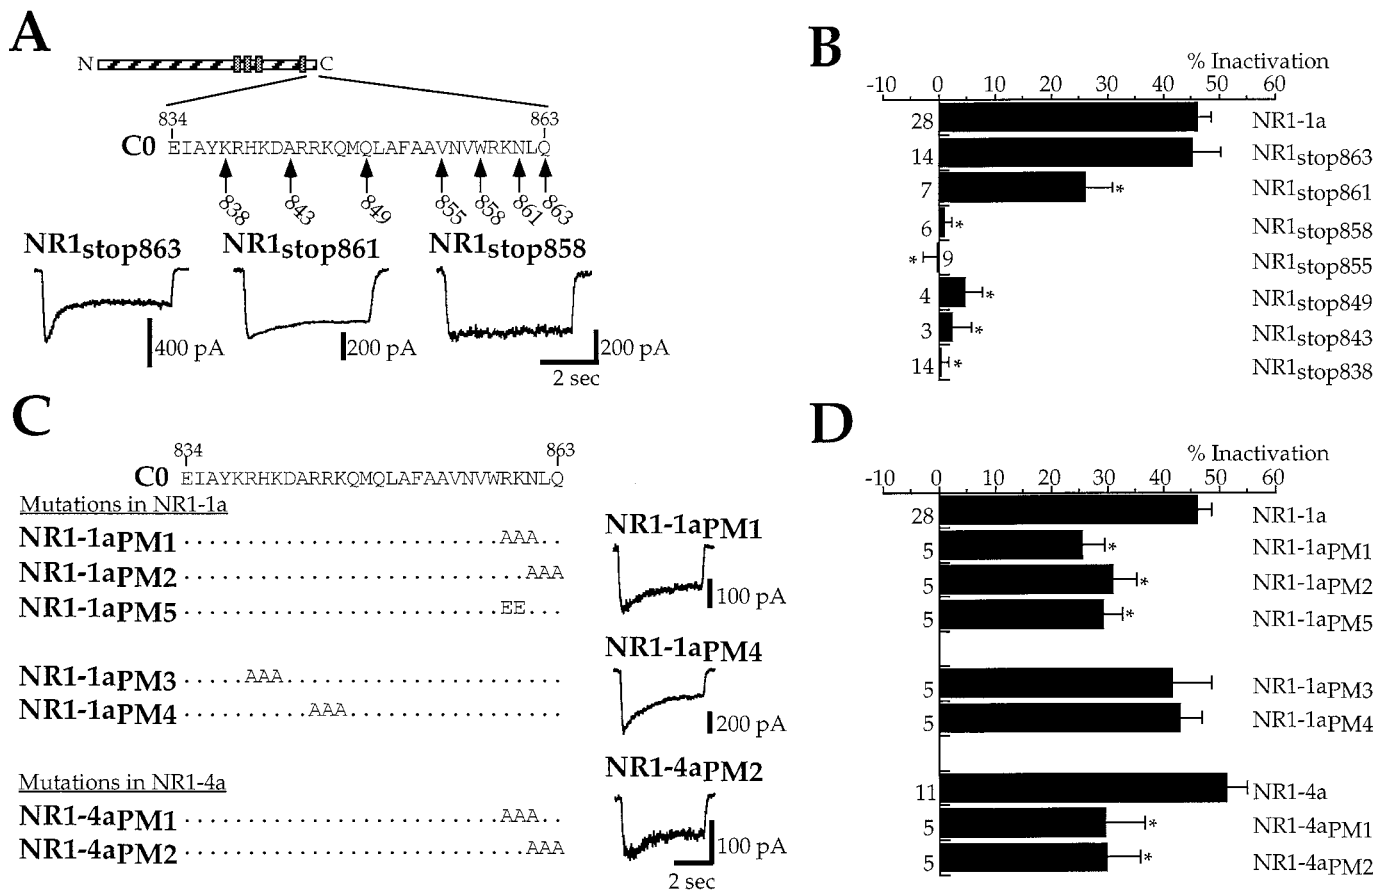 A
N C
834 863
C0 EIAYKRHKDARRKQMQLAFAAVNVWRKNLQ
838 843 849 855 858 861 863
NR1stop863 NR1stop861 NR1stop858
400 pA 200 pA 200 pA
2 sec
B
% Inactivation
-10 0 10 20 30 40 50 60
28 NR1-1a
14 NR1stop863
7 * NR1stop861
6 * NR1stop858
* 9 NR1stop855
4 * NR1stop849
3 * NR1stop843
14 * NR1stop838
C
834 863
C0 EIAYKRHKDARRKQMQLAFAAVNVWRKNLQ
Mutations in NR1-1a
NR1-1aPM1 ..........................AAA..
NR1-1aPM2 ...........................AAA
NR1-1aPM5 ..........................EE...
NR1-1aPM3 .....AAA......................
NR1-1aPM4 ..........AAA.................
Mutations in NR1-4a
NR1-4aPM1 ..........................AAA..
NR1-4aPM2 ...........................AAA
NR1-1aPM1
100 pA
NR1-1aPM4
200 pA
NR1-4aPM2
100 pA
2 sec
D
% Inactivation
-10 0 10 20 30 40 50 60
28 NR1-1a
5 * NR1-1aPM1
5 * NR1-1aPM2
5 * NR1-1aPM5
5 NR1-1aPM3
5 NR1-1aPM4
11 NR1-4a
5 * NR1-4aPM1
5 * NR1-4aPM2